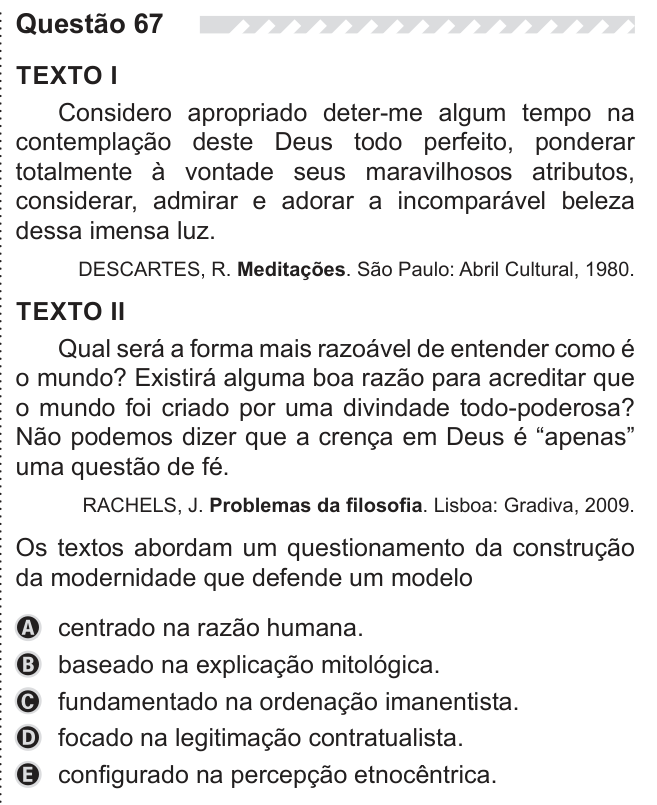 Questão 67
TEXTO I
Considero apropriado deter-me algum tempo na
contemplação deste Deus todo perfeito, ponderar
totalmente à vontade seus maravilhosos atributos,
considerar, admirar e adorar a incomparável beleza
dessa imensa luz.
DESCARTES, R. Meditações. São Paulo: Abril Cultural, 1980.
TEXTO II
Qual será a forma mais razoável de entender como é
o mundo? Existirá alguma boa razão para acreditar que
o mundo foi criado por uma divindade todo-poderosa?
Não podemos dizer que a crença em Deus é “apenas”
uma questão de fé.
RACHELS, J. Problemas da filosofia. Lisboa: Gradiva, 2009.
Os textos abordam um questionamento da construção
da modernidade que defende um modelo
A centrado na razão humana.
B baseado na explicação mitológica.
C fundamentado na ordenação imanentista.
D focado na legitimação contratualista.
E configurado na percepção etnocêntrica.